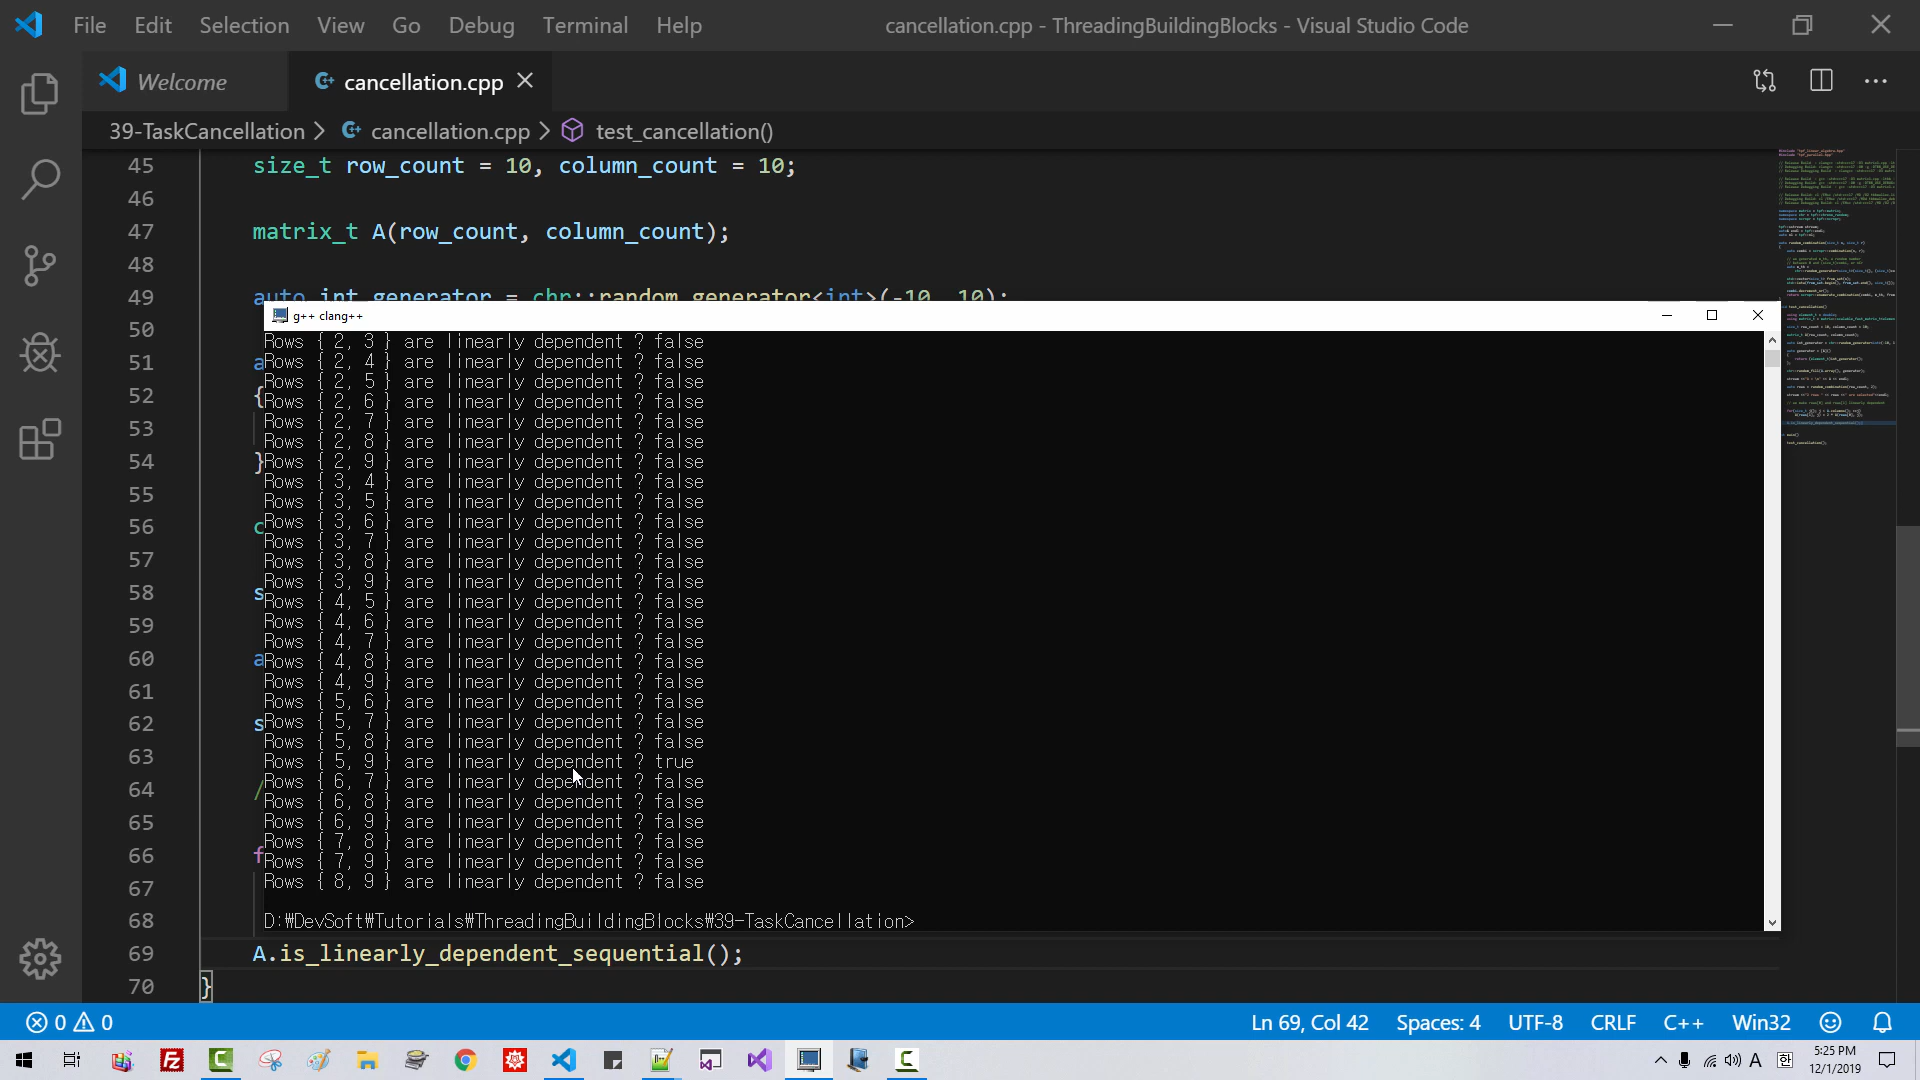 File Edit Selection View Go Debug Terminal Help cancellation.cpp - ThreadingBuildingBlocks - Visual Studio Code
Welcome cancellation.cpp
39-TaskCancellation > cancellation.cpp > test_cancellation()
45 size_t row_count = 10, column_count = 10;
46
47 matrix_t A(row_count, column_count);
48
49 auto int_generator = chr::random_generator<int>(-10, 10);
g++ clang++
50 Rows { 2, 3 } are linearly dependent ? false
51 Rows { 2, 4 } are linearly dependent ? false
Rows { 2, 5 } are linearly dependent ? false
52 { Rows { 2, 6 } are linearly dependent ? false
53 Rows { 2, 7 } are linearly dependent ? false
Rows { 2, 8 } are linearly dependent ? false
54 } Rows { 2, 9 } are linearly dependent ? false
Rows { 3, 4 } are linearly dependent ? false
55 Rows { 3, 5 } are linearly dependent ? false
56 Rows { 3, 6 } are linearly dependent ? false
Rows { 3, 7 } are linearly dependent ? false
57 Rows { 3, 8 } are linearly dependent ? false
Rows { 3, 9 } are linearly dependent ? false
58 Rows { 4, 5 } are linearly dependent ? false
59 Rows { 4, 6 } are linearly dependent ? false
Rows { 4, 7 } are linearly dependent ? false
60 Rows { 4, 8 } are linearly dependent ? false
Rows { 4, 9 } are linearly dependent ? false
61 Rows { 5, 6 } are linearly dependent ? false
62 Rows { 5, 7 } are linearly dependent ? false
Rows { 5, 8 } are linearly dependent ? false
63 Rows { 5, 9 } are linearly dependent ? true
64 Rows { 6, 7 } are linearly dependent ? false
Rows { 6, 8 } are linearly dependent ? false
65 Rows { 6, 9 } are linearly dependent ? false
Rows { 7, 8 } are linearly dependent ? false
66 Rows { 7, 9 } are linearly dependent ? false
67 Rows { 8, 9 } are linearly dependent ? false
68 D:₩DevSoft₩Tutorials₩ThreadingBuildingBlocks₩39-TaskCancellation>
69 A.is_linearly_dependent_sequential();
70 }
0 0 Ln 69, Col 42 Spaces: 4 UTF-8 CRLF C++ Win32
A 한 5:25 PM
12/1/2019